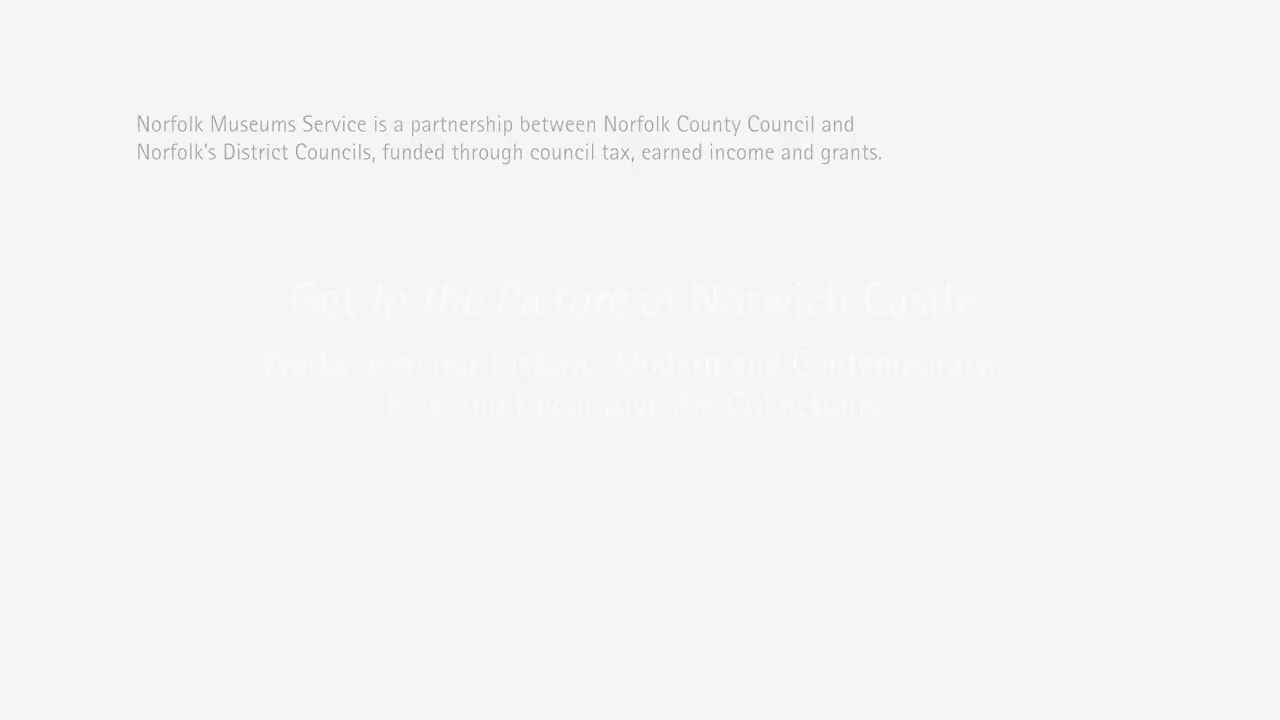 Norfolk Museums Service is a partnership between Norfolk County Council and
Norfolk's District Councils, funded through council tax, earned income and grants.
Get In the Picture at Norwich Castle
Works from our Historic, Modern and Contemporary,
Fine and Decorative Art Collections